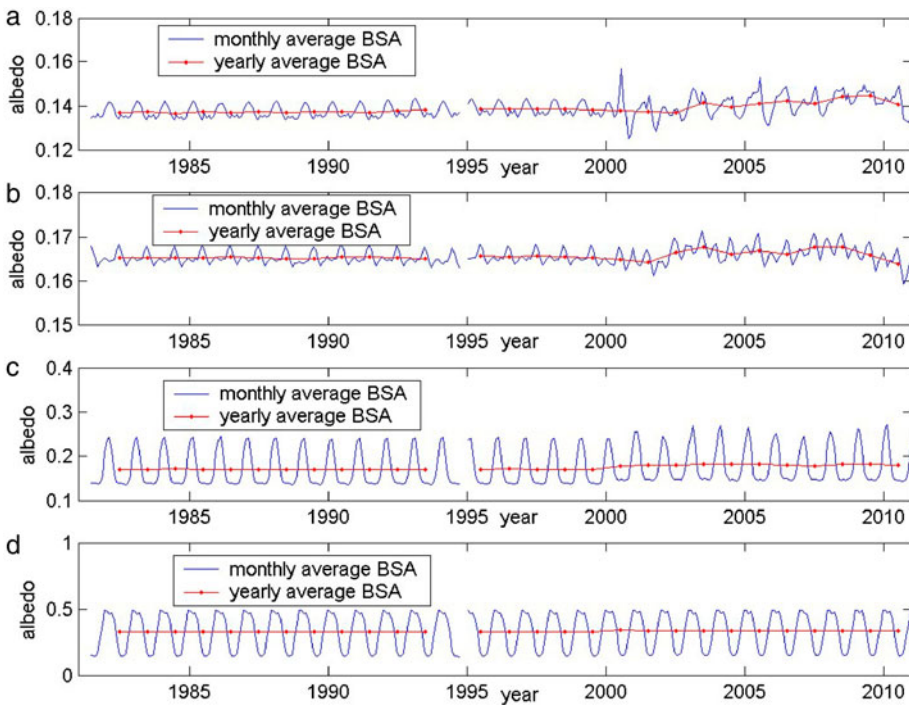 a
0.18
0.16
0.14
0.12
albedo
monthly average BSA
yearly average BSA
1985 1990 1995 year 2000 2005 2010
b
0.18
0.17
0.16
0.15
albedo
monthly average BSA
yearly average BSA
1985 1990 1995 year 2000 2005 2010
c
0.4
0.3
0.2
0.1
albedo
monthly average BSA
yearly average BSA
1985 1990 1995 year 2000 2005 2010
d
1
0.5
0
albedo
monthly average BSA
yearly average BSA
1985 1990 1995 year 2000 2005 2010